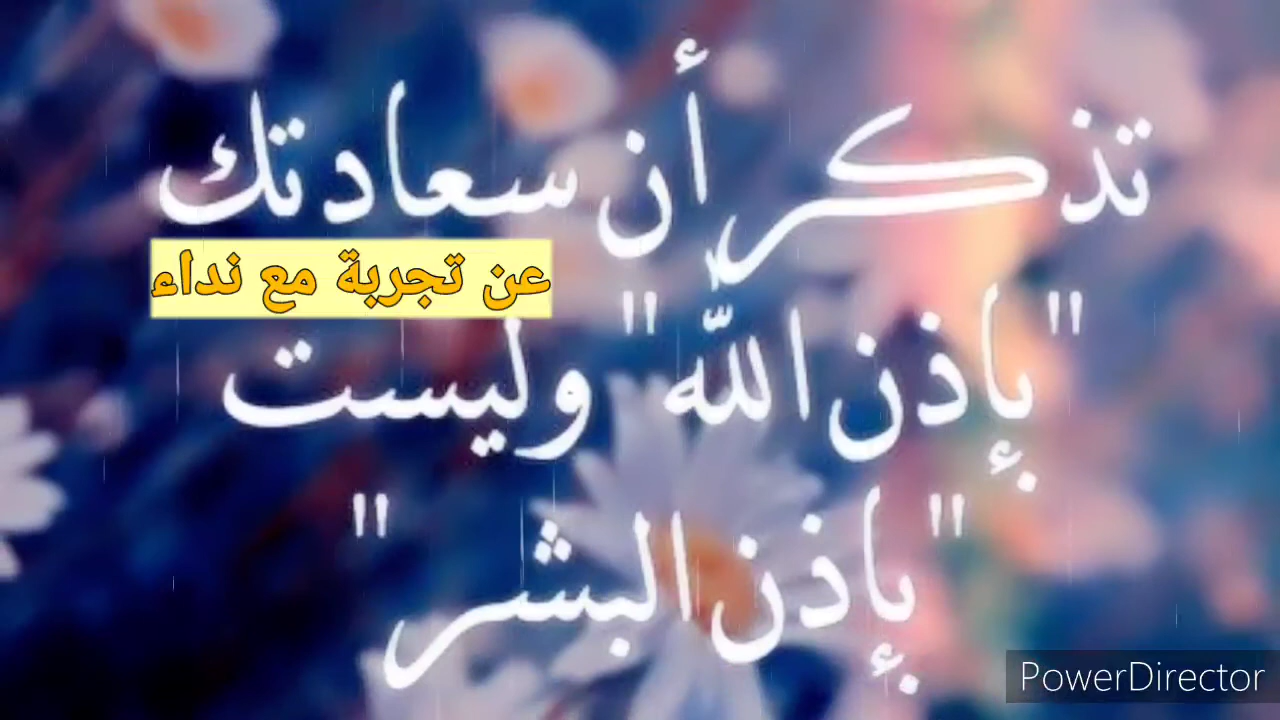 تذكر أن سعادتك
عن تجربة مع نداء
"بإذن الله" وليست
"بإذن البشر"
PowerDirector